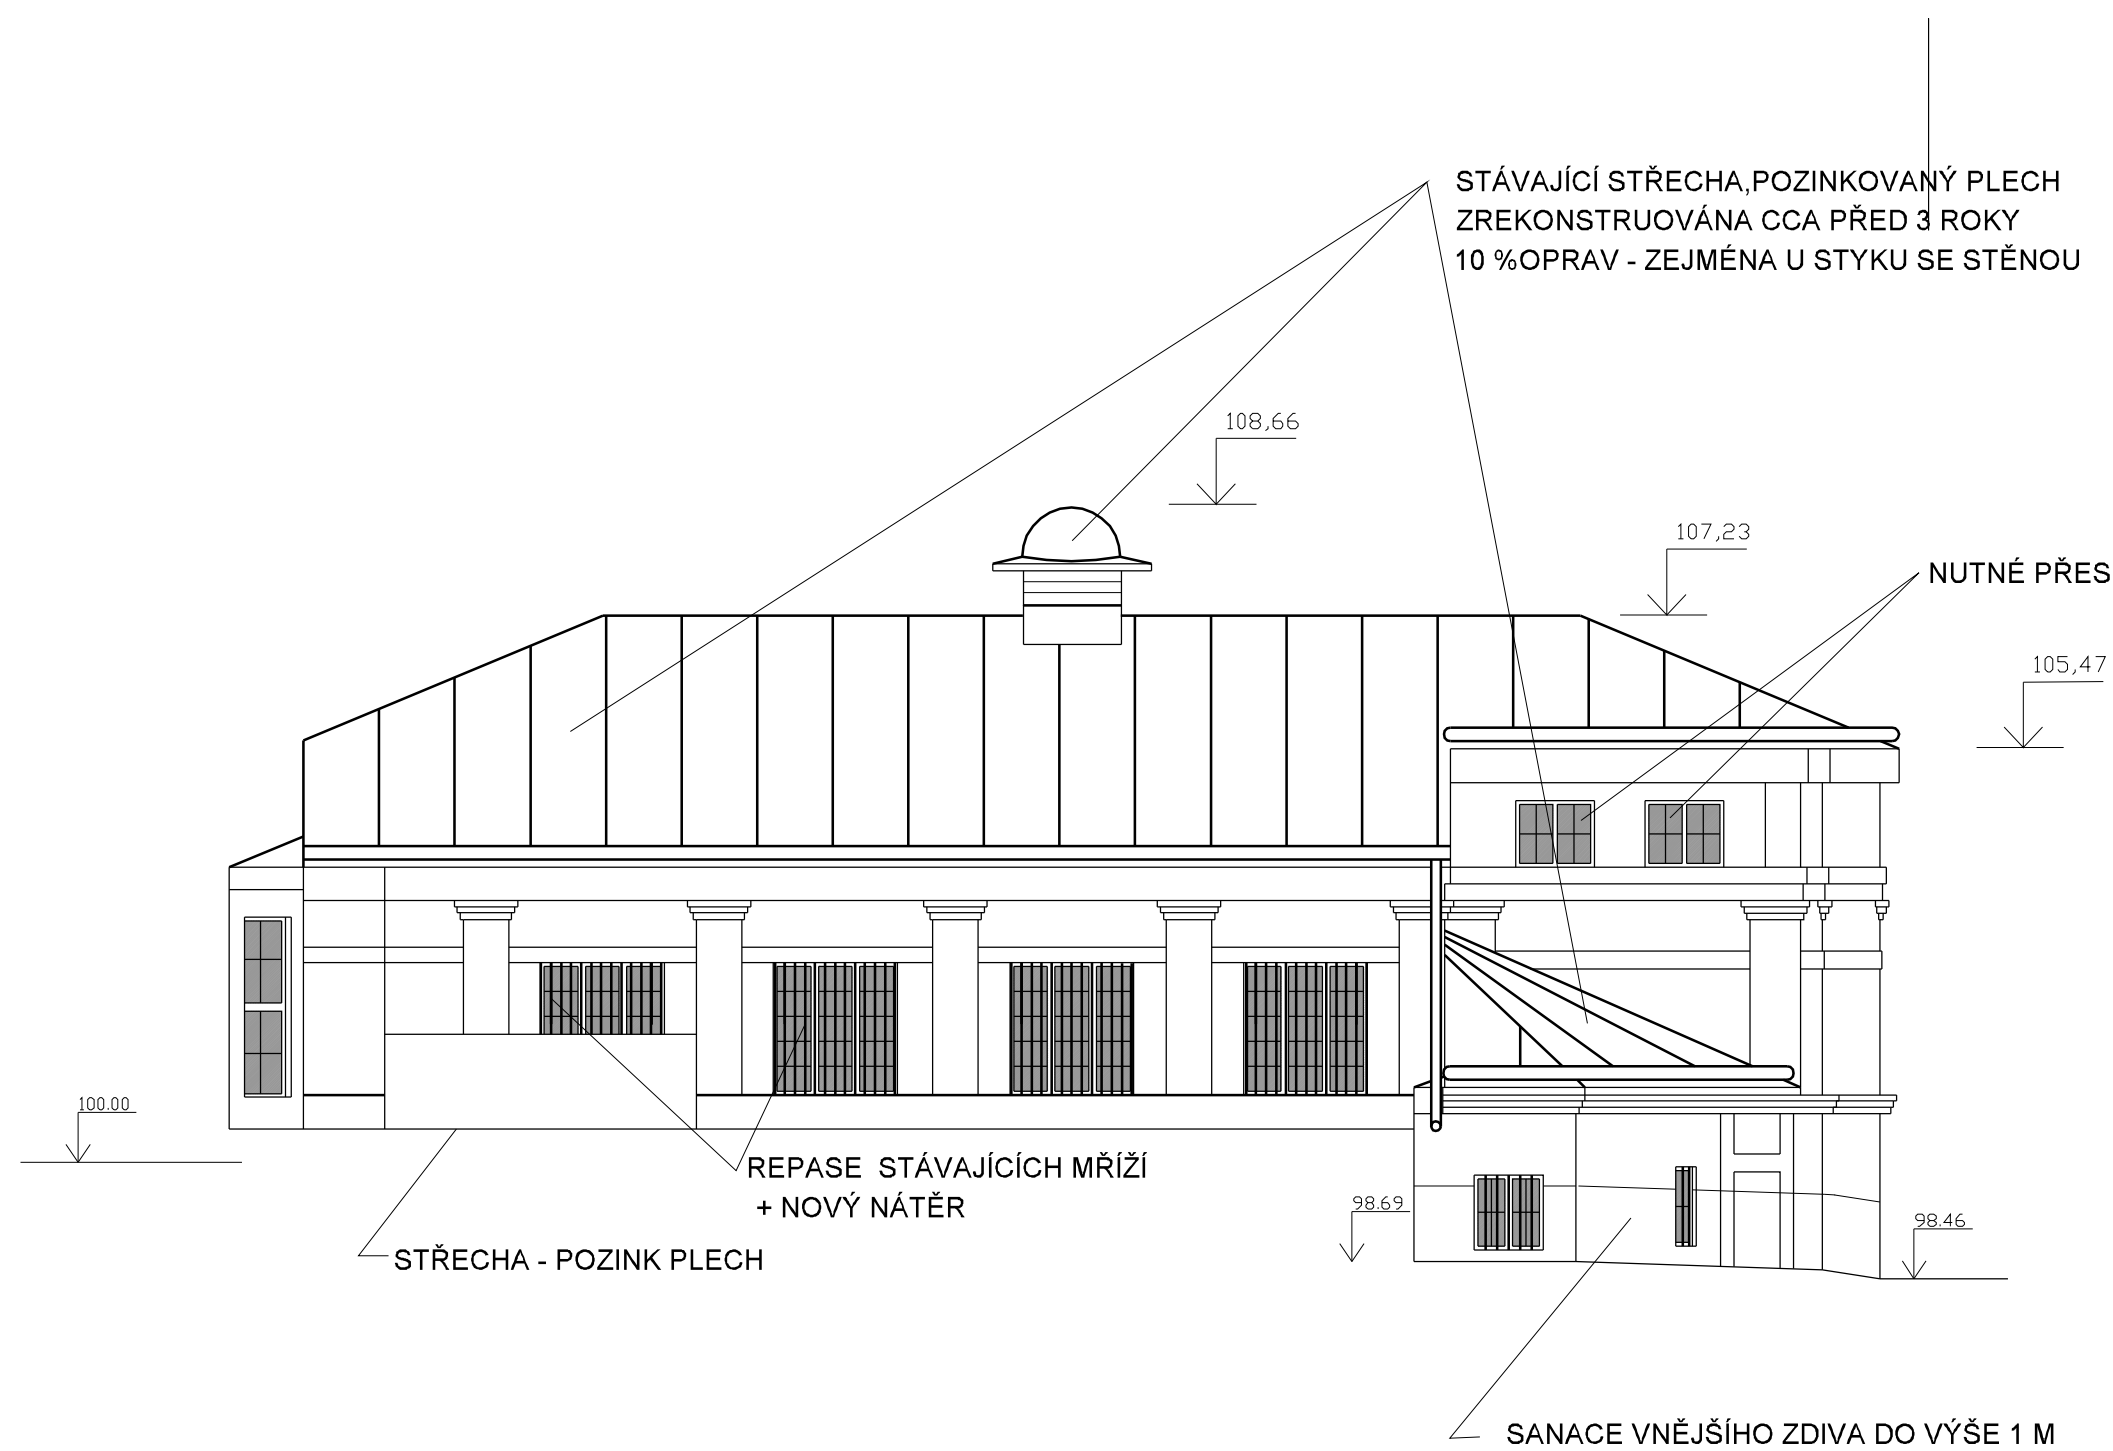 STÁVAJÍCÍ STŘECHA,POZINKOVANÝ PLECH
ZREKONSTRUOVÁNA CCA PŘED 3 ROKY
10 %OPRAV - ZEJMÉNA U STYKU SE STĚNOU
108,66
107,23
NUTNÉ PŘES
105,47
100.00
REPASE STÁVAJÍCÍCH MŘÍŽÍ
+ NOVÝ NÁTĚR
98.69
98.46
STŘECHA - POZINK PLECH
SANACE VNĚJŠÍHO ZDIVA DO VÝŠE 1 M